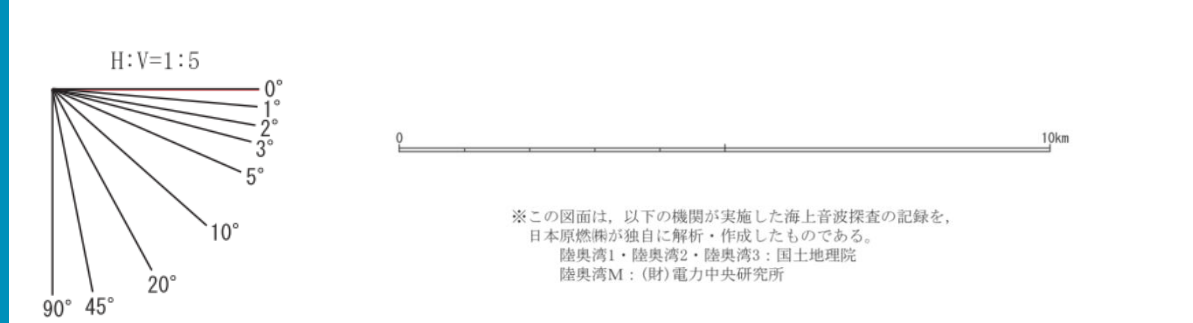 H:V=1:5
0°
1°
2°
3°
5°
10°
20°
45°
90°
0
10km
※この図面は，以下の機関が実施した海上音波探査の記録を，
日本原燃㈱が独自に解析・作成したものである。
陸奥湾1・陸奥湾2・陸奥湾3：国土地理院
陸奥湾M：(財)電力中央研究所